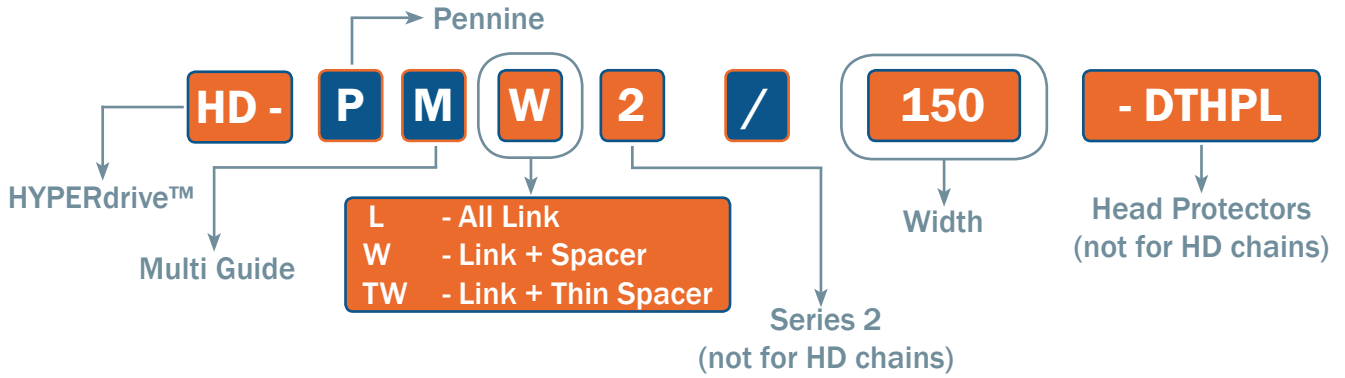 Pennine
HD - P M W 2 / 150 - DTHPL
HYPERdrive™
Multi Guide
L - All Link
W - Link + Spacer
TW - Link + Thin Spacer
Series 2
(not for HD chains)
Width
Head Protectors
(not for HD chains)